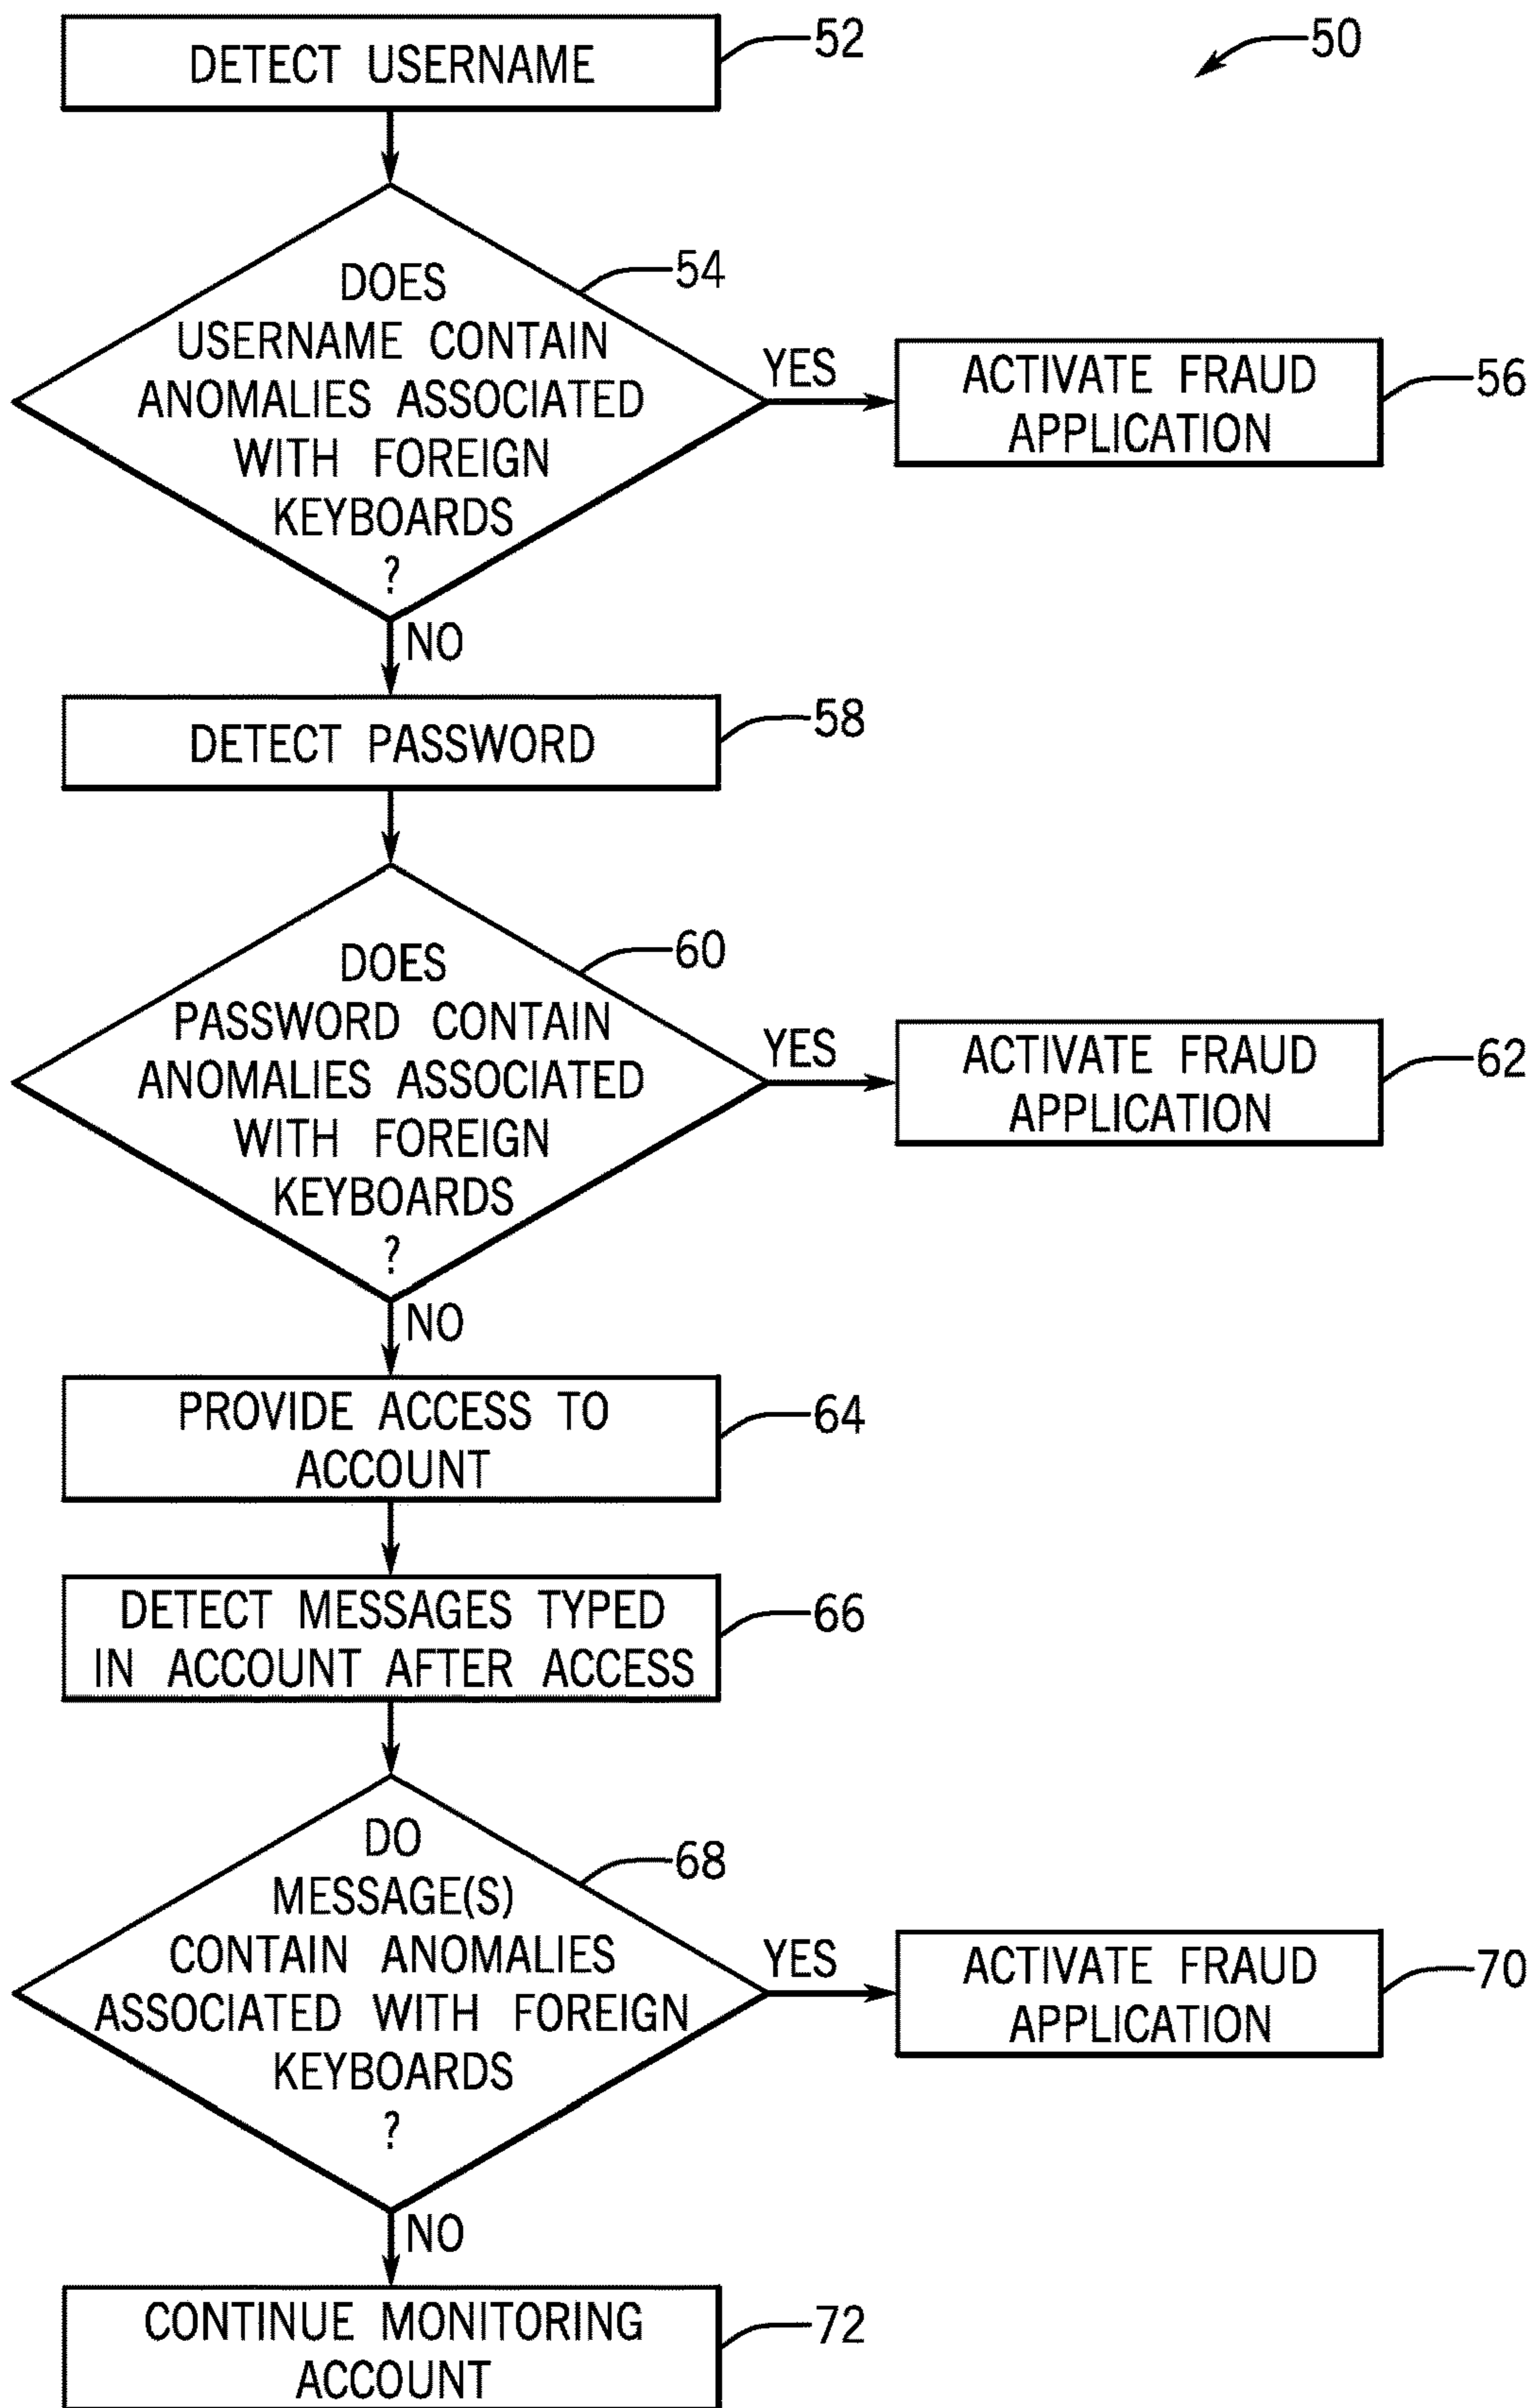 DETECT USERNAME
52
50
DOES
USERNAME CONTAIN
ANOMALIES ASSOCIATED
WITH FOREIGN
KEYBOARDS
?
54
YES
ACTIVATE FRAUD
APPLICATION
56
NO
DETECT PASSWORD
58
DOES
PASSWORD CONTAIN
ANOMALIES ASSOCIATED
WITH FOREIGN
KEYBOARDS
?
60
YES
ACTIVATE FRAUD
APPLICATION
62
NO
PROVIDE ACCESS TO
ACCOUNT
64
DETECT MESSAGES TYPED
IN ACCOUNT AFTER ACCESS
66
DO
MESSAGE(S)
CONTAIN ANOMALIES
ASSOCIATED WITH FOREIGN
KEYBOARDS
?
68
YES
ACTIVATE FRAUD
APPLICATION
70
NO
CONTINUE MONITORING
ACCOUNT
72